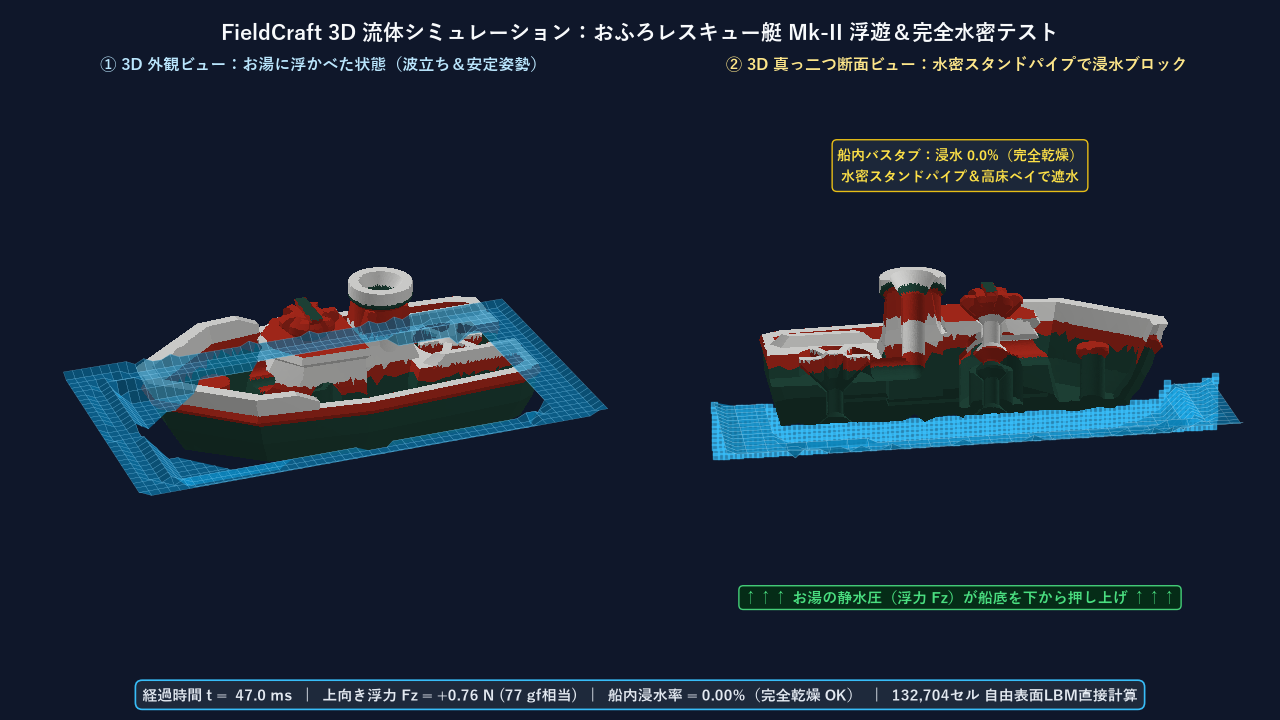 FieldCraft 3D 流体シミュレーション：おふろレスキュー艇 Mk-II 浮遊＆完全水密テスト
① 3D 外観ビュー：お湯に浮かべた状態（波立ち＆安定姿勢）
② 3D 真っ二つ断面ビュー：水密スタンドパイプで浸水ブロック
船内バスタブ：浸水 0.0%（完全乾燥）
水密スタンドパイプ＆高床ベイで遮水
↑ ↑ ↑ お湯の静水圧（浮力 Fz）が船底を下から押し上げ ↑ ↑ ↑
経過時間 t = 47.0 ms ｜ 上向き浮力 Fz = +0.76 N (77 gf相当) ｜ 船内浸水率 = 0.00%（完全乾燥 OK） ｜ 132,704セル 自由表面LBM直接計算